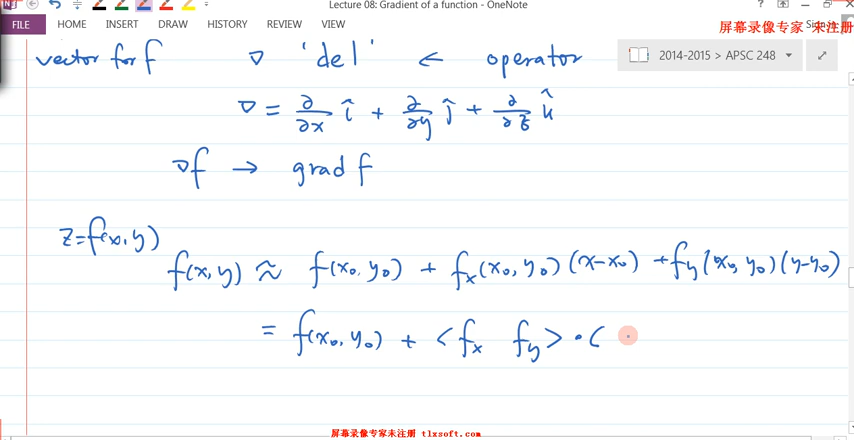 Lecture 08: Gradient of a function - OneNote
FILE HOME INSERT DRAW HISTORY REVIEW VIEW
屏幕录像专家 未注册
2014-2015 > APSC 248
vector for f ▽ 'del' ← operator
▽ = ∂/∂x î + ∂/∂y ĵ + ∂/∂z k̂
▽f → grad f
z=f(x,y)
f(x,y) ≈ f(x₀,y₀) + fₓ(x₀,y₀)(x-x₀) + f_y(x₀,y₀)(y-y₀)
= f(x₀,y₀) + <fₓ f_y> · (
屏幕录像专家未注册 tlxsoft.com